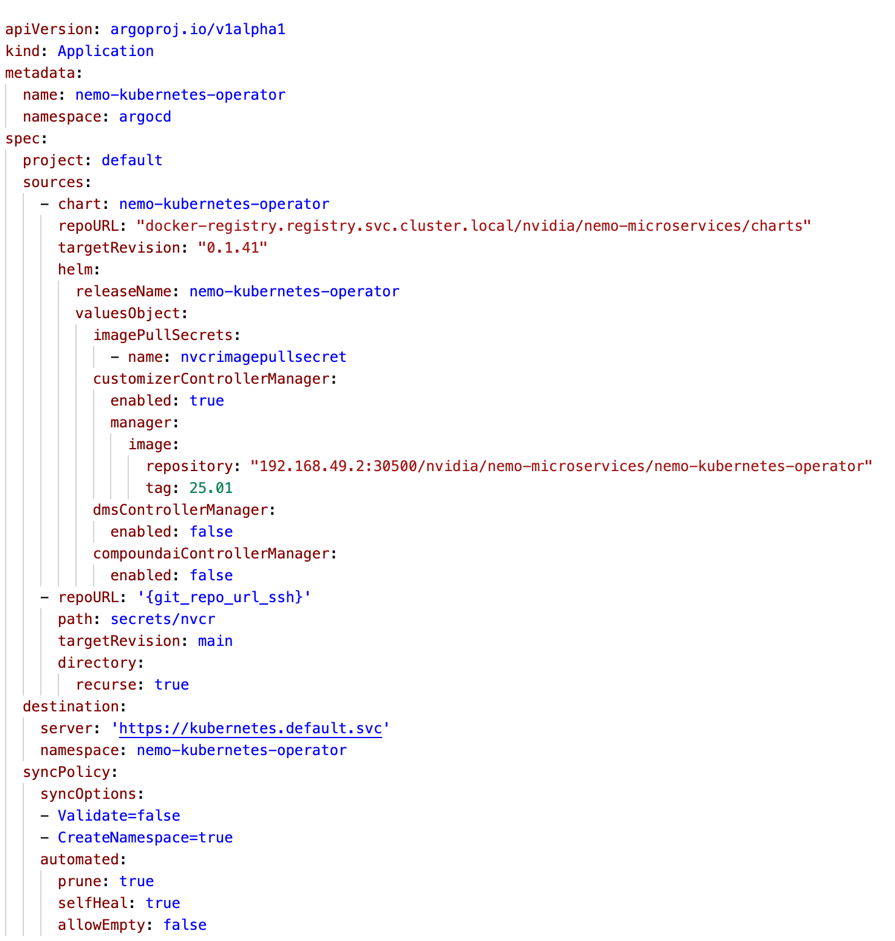 apiVersion: argoproj.io/v1alpha1
kind: Application
metadata:
  name: nemo-kubernetes-operator
  namespace: argocd
spec:
  project: default
  sources:
    - chart: nemo-kubernetes-operator
      repoURL: "docker-registry.registry.svc.cluster.local/nvidia/nemo-microservices/charts"
      targetRevision: "0.1.41"
      helm:
        releaseName: nemo-kubernetes-operator
        valuesObject:
          imagePullSecrets:
            - name: nvcrimagepullsecret
          customizerControllerManager:
            enabled: true
            manager:
              image:
                repository: "192.168.49.2:30500/nvidia/nemo-microservices/nemo-kubernetes-operator"
                tag: 25.01
          dmsControllerManager:
            enabled: false
          compoundaiControllerManager:
            enabled: false
    - repoURL: '{git_repo_url_ssh}'
      path: secrets/nvcr
      targetRevision: main
      directory:
        recurse: true
  destination:
    server: 'https://kubernetes.default.svc'
    namespace: nemo-kubernetes-operator
  syncPolicy:
    syncOptions:
    - Validate=false
    - CreateNamespace=true
    automated:
      prune: true
      selfHeal: true
      allowEmpty: false